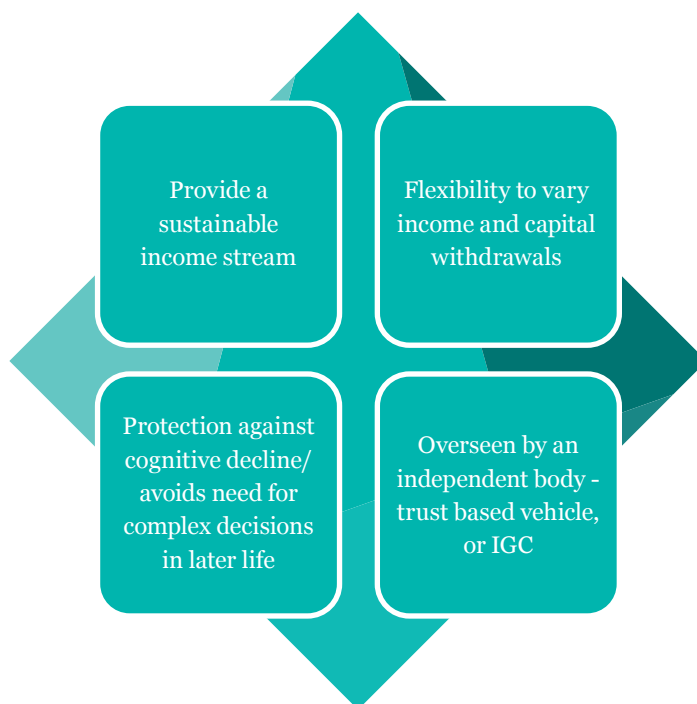 Provide a
sustainable
income stream
Flexibility to vary
income and capital
withdrawals
Protection against
cognitive decline/
avoids need for
complex decisions
in later life
Overseen by an
independent body -
trust based vehicle,
or IGC